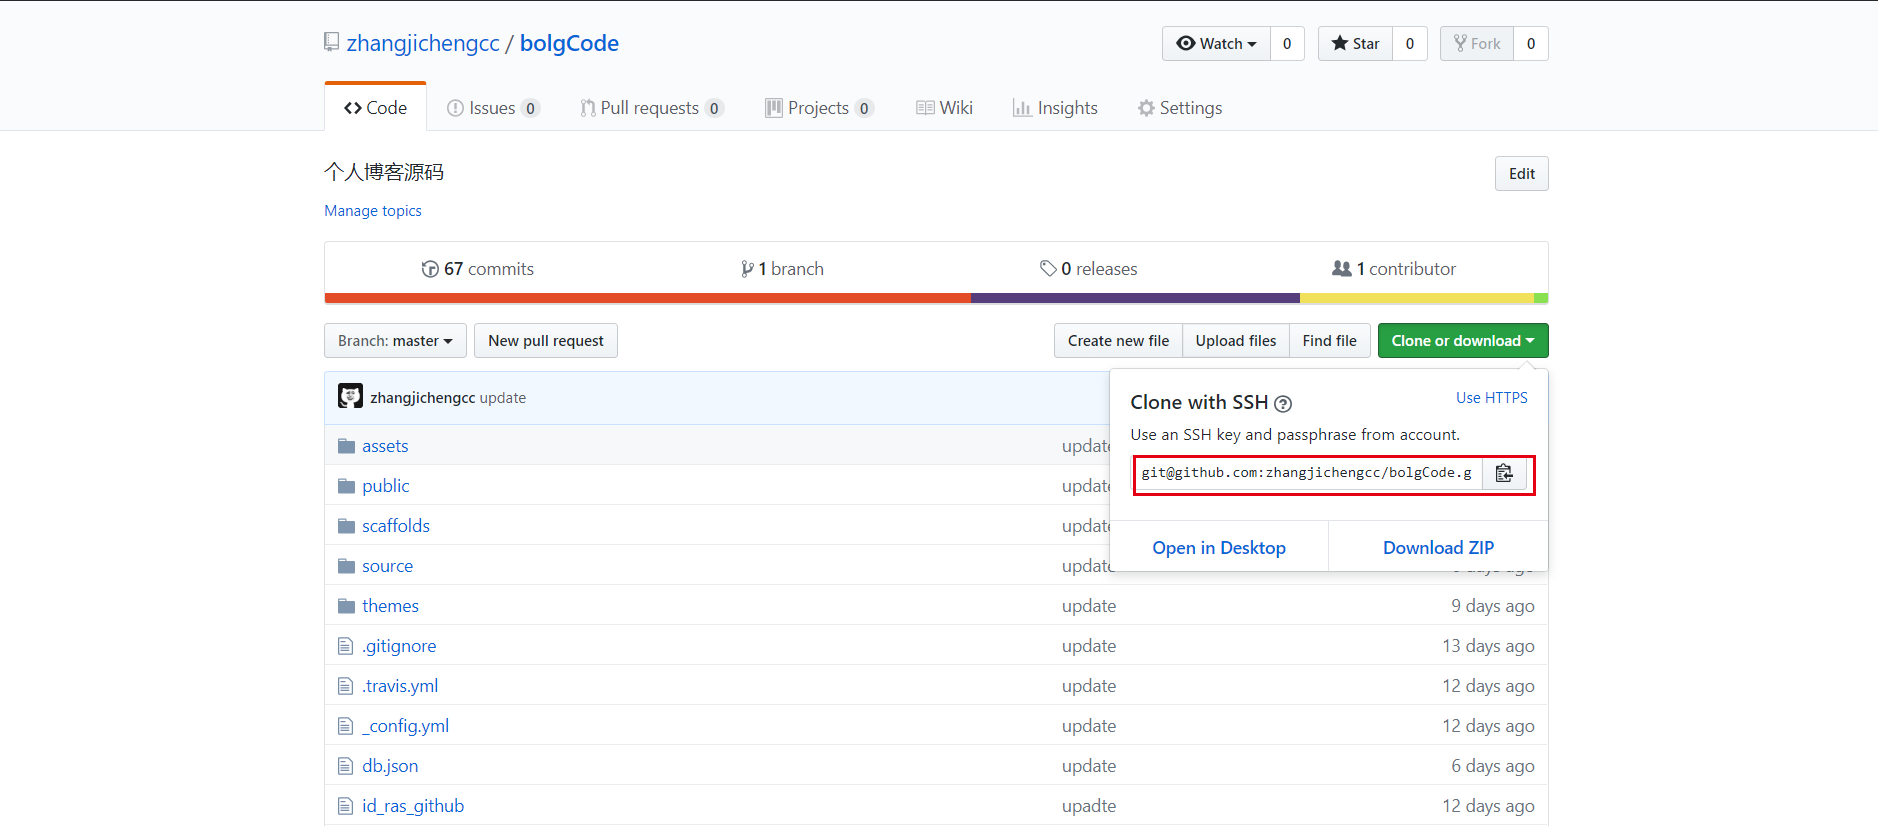 zhangjichengcc / bolgCode
Watch 0 Star 0 Fork 0
Code Issues 0 Pull requests 0 Projects 0 Wiki Insights Settings
个人博客源码
Edit
Manage topics
67 commits 1 branch 0 releases 1 contributor
Branch: master New pull request Create new file Upload files Find file Clone or download
zhangjichengcc update
Clone with SSH ? Use HTTPS
Use an SSH key and passphrase from account.
git@github.com:zhangjichengcc/bolgCode.g
Open in Desktop Download ZIP
assets update
public update
scaffolds update
source update days ago
themes update 9 days ago
.gitignore update 13 days ago
.travis.yml update 12 days ago
_config.yml update 12 days ago
db.json update 6 days ago
id_ras_github upadte 12 days ago